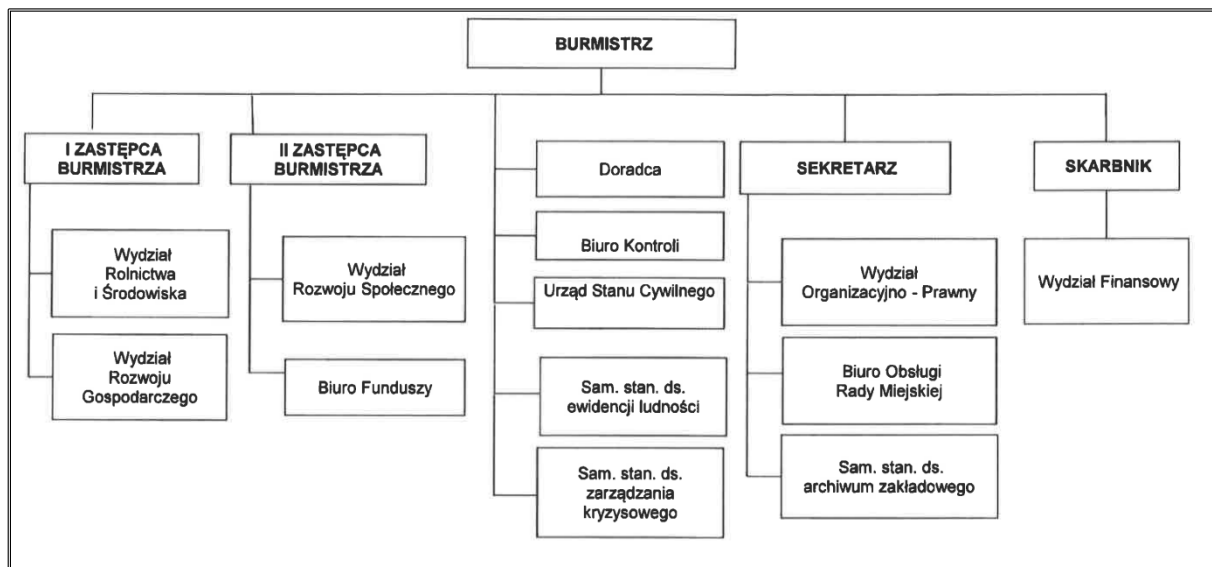 BURMISTRZ
I ZASTĘPCA
BURMISTRZA
II ZASTĘPCA
BURMISTRZA
Doradca
SEKRETARZ
SKARBNIK
Wydział
Rolnictwa
i Środowiska
Wydział
Rozwoju Społecznego
Biuro Kontroli
Urząd Stanu Cywilnego
Wydział
Organizacyjno - Prawny
Wydział Finansowy
Wydział
Rozwoju
Gospodarczego
Biuro Funduszy
Sam. stan. ds.
ewidencji ludności
Biuro Obsługi
Rady Miejskiej
Sam. stan. ds.
zarządzania
kryzysowego
Sam. stan. ds.
archiwum zakładowego